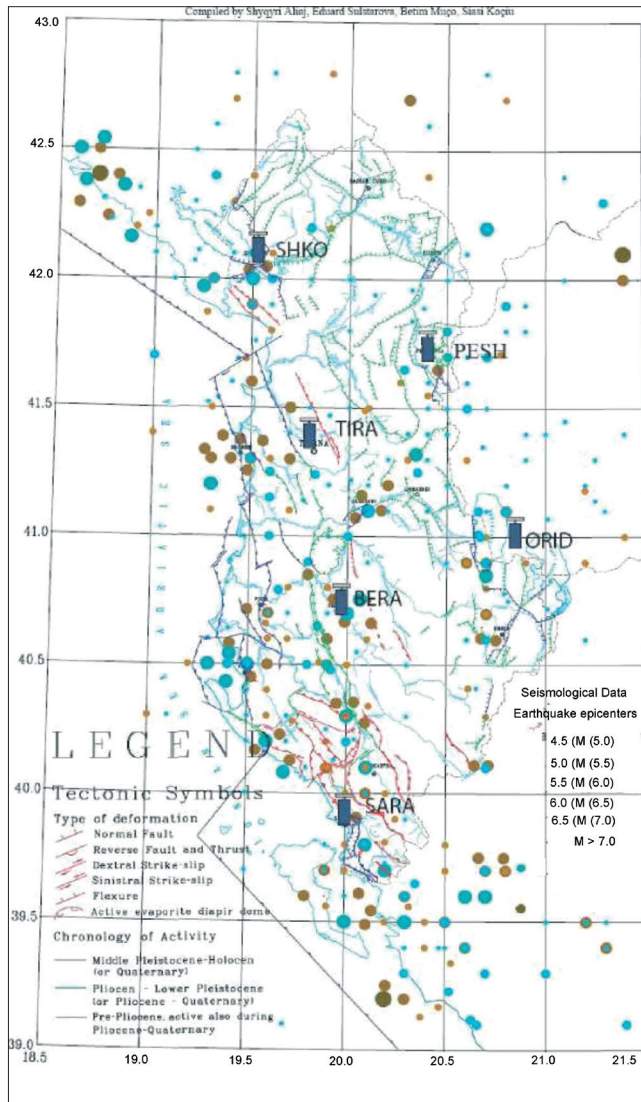 Compiled by Shyqyri Aliaj, Eduard Sulstarova, Betim Muço, Siasi Koçiu
43.0
42.5
42.0
41.5
41.0
40.5
40.0
39.5
39.0
18.5
19.0
19.5
20.0
20.5
21.0
21.5
SHKO
PESH
TIRA
ORID
BERA
SARA
ADRIATIC SEA
Seismological Data
Earthquake epicenters
4.5 (M (5.0)
5.0 (M (5.5)
5.5 (M (6.0)
6.0 (M (6.5)
6.5 (M (7.0)
M > 7.0
LEGEND
Tectonic Symbols
Type of deformation
Normal Fault
Reverse Fault and Thrust
Dextral Strike-slip
Sinistral Strike-slip
Flexure
Active evaporite diapir dome
Chronology of Activity
Middle Pleistocene-Holocen
(or Quaternary)
Pliocen - Lower Pleistocene
(or Pliocene - Quaternary)
Pre-Pliocene, active also during
Pliocene-Quaternary